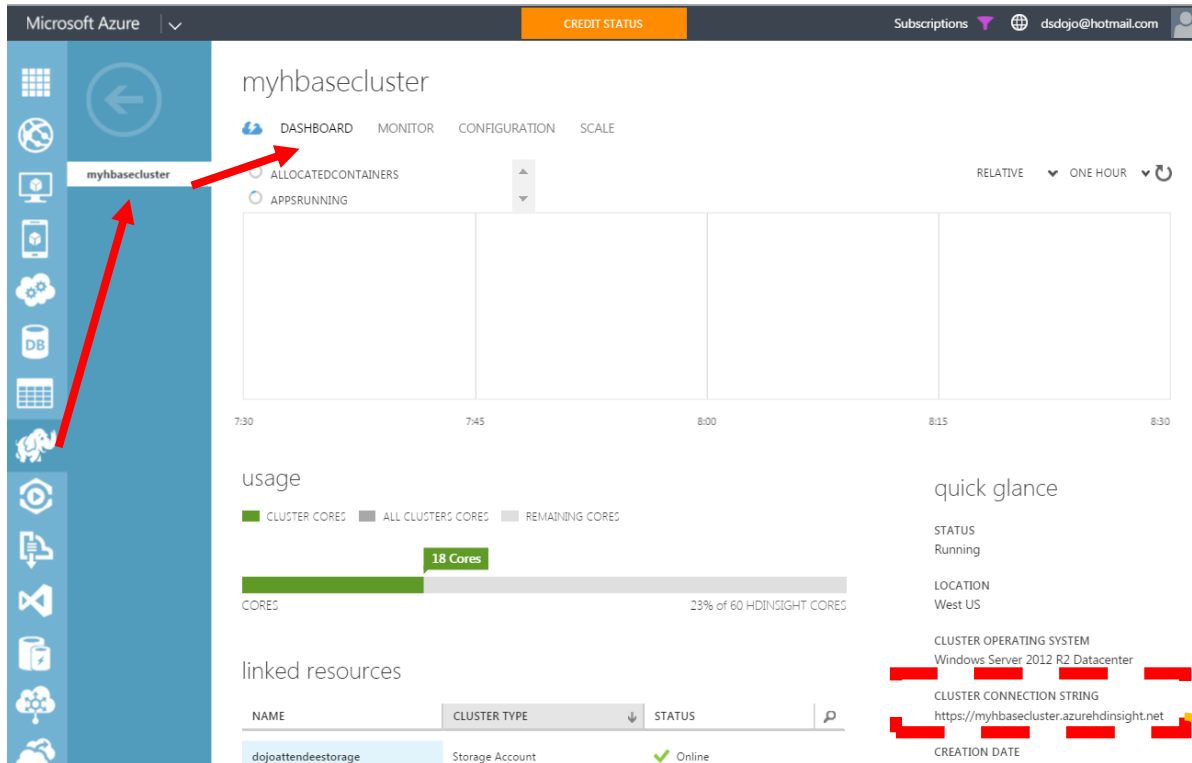 Microsoft Azure
CREDIT STATUS
Subscriptions
dsdojo@hotmail.com
myhbasecluster
DASHBOARD MONITOR CONFIGURATION SCALE
myhbasecluster
ALLOCATEDCONTAINERS
APPSRUNNING
RELATIVE ONE HOUR
DB
7:30 7:45 8:00 8:15 8:30
usage
CLUSTER CORES ALL CLUSTERS CORES REMAINING CORES
18 Cores
CORES 23% of 60 HDINSIGHT CORES
linked resources
NAME CLUSTER TYPE STATUS
dojoattendeestorage Storage Account Online
quick glance
STATUS
Running
LOCATION
West US
CLUSTER OPERATING SYSTEM
Windows Server 2012 R2 Datacenter
CLUSTER CONNECTION STRING
https://myhbasecluster.azurehdinsight.net
CREATION DATE